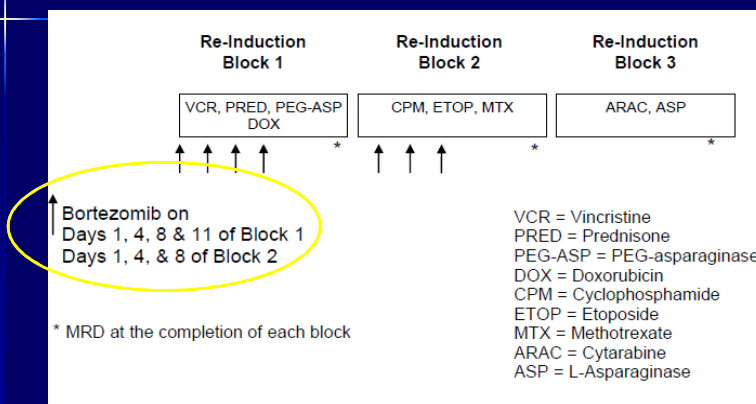 Re-Induction
Block 1
Re-Induction
Block 2
Re-Induction
Block 3
VCR, PRED, PEG-ASP
DOX
*
CPM, ETOP, MTX
*
ARAC, ASP
*
Bortezomib on
Days 1, 4, 8 & 11 of Block 1
Days 1, 4, & 8 of Block 2
* MRD at the completion of each block
VCR = Vincristine
PRED = Prednisone
PEG-ASP = PEG-asparaginase
DOX = Doxorubicin
CPM = Cyclophosphamide
ETOP = Etoposide
MTX = Methotrexate
ARAC = Cytarabine
ASP = L-Asparaginase